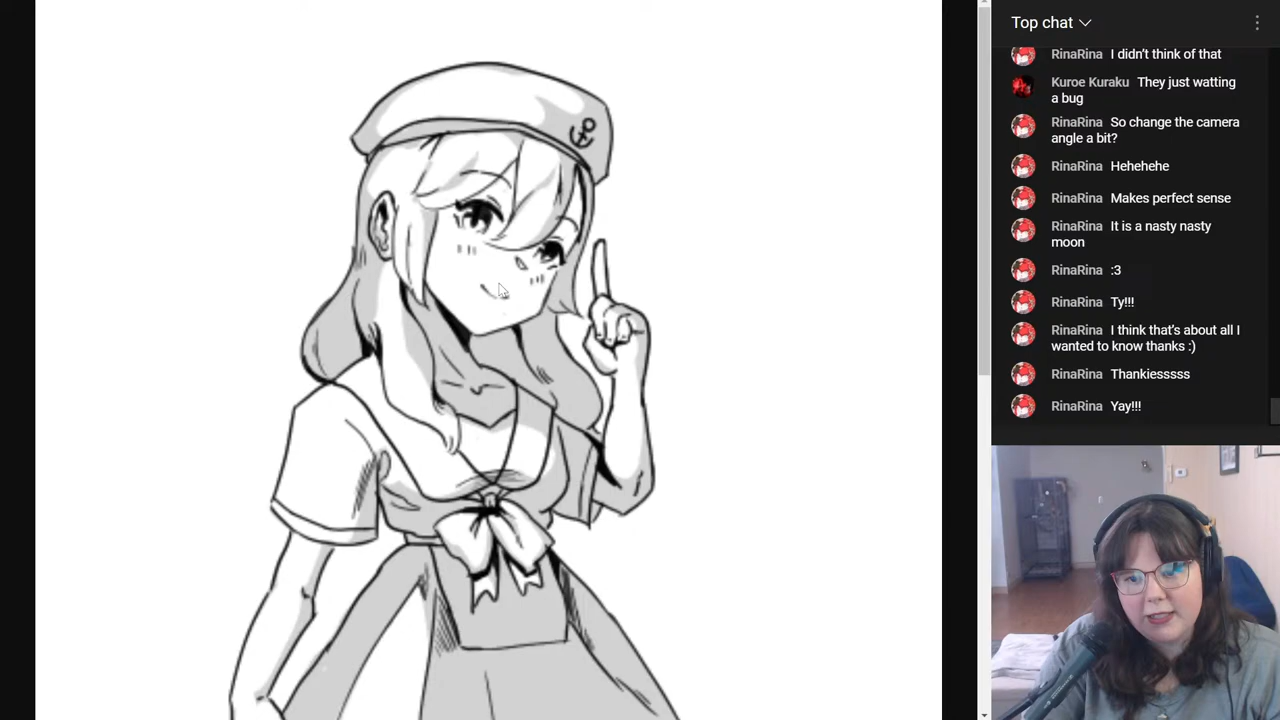 Top chat
RinaRina I didn't think of that
Kuroe Kuraku They just watting
a bug
RinaRina So change the camera
angle a bit?
RinaRina Hehehehe
RinaRina Makes perfect sense
RinaRina It is a nasty nasty
moon
RinaRina :3
RinaRina Ty!!!
RinaRina I think that's about all I
wanted to know thanks :)
RinaRina Thankiesssss
RinaRina Yay!!!